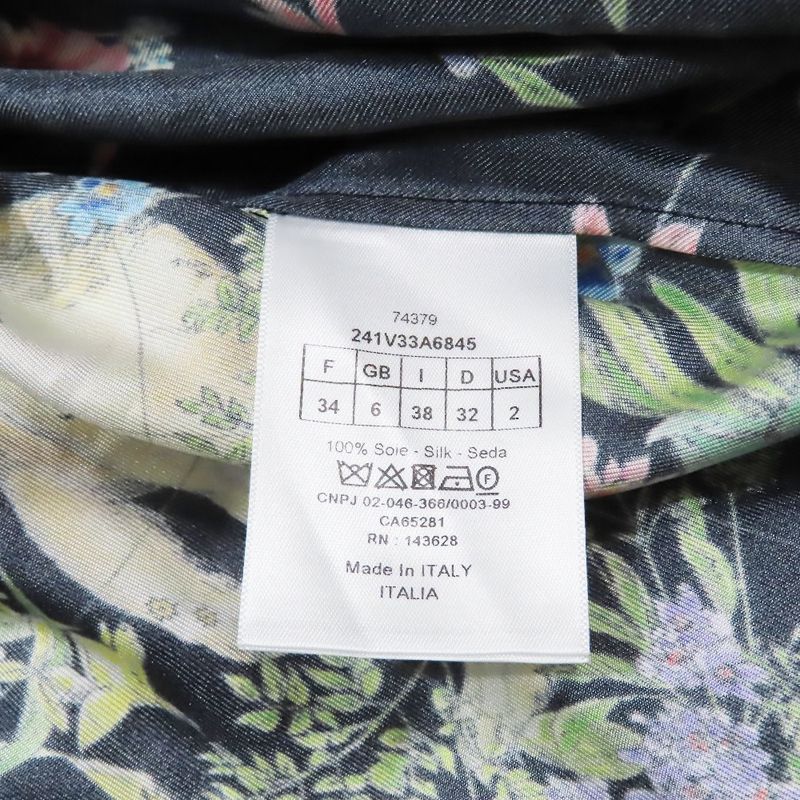 74379
241V33A6845
F GB I D USA
34 6 38 32 2
100% Soie - Silk - Seda
F
CNPJ 02-046-366/0003-99
CA65281
RN : 143628
Made In ITALY
ITALIA